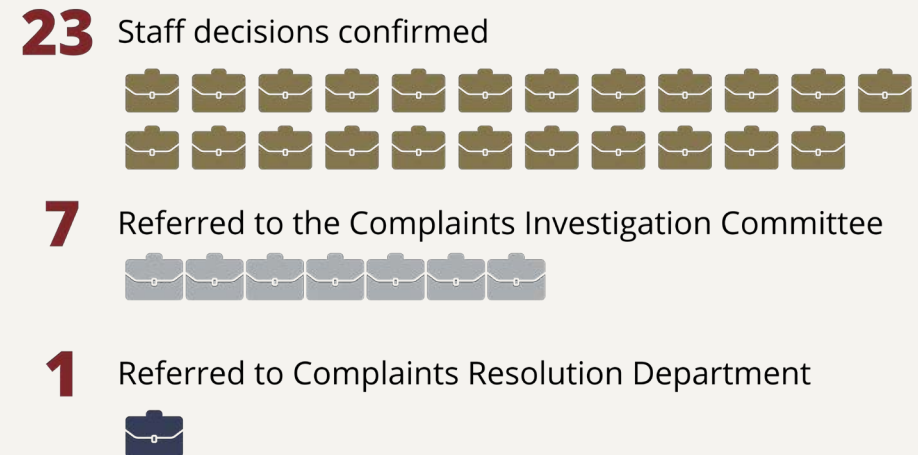 23 Staff decisions confirmed
7 Referred to the Complaints Investigation Committee
1 Referred to Complaints Resolution Department